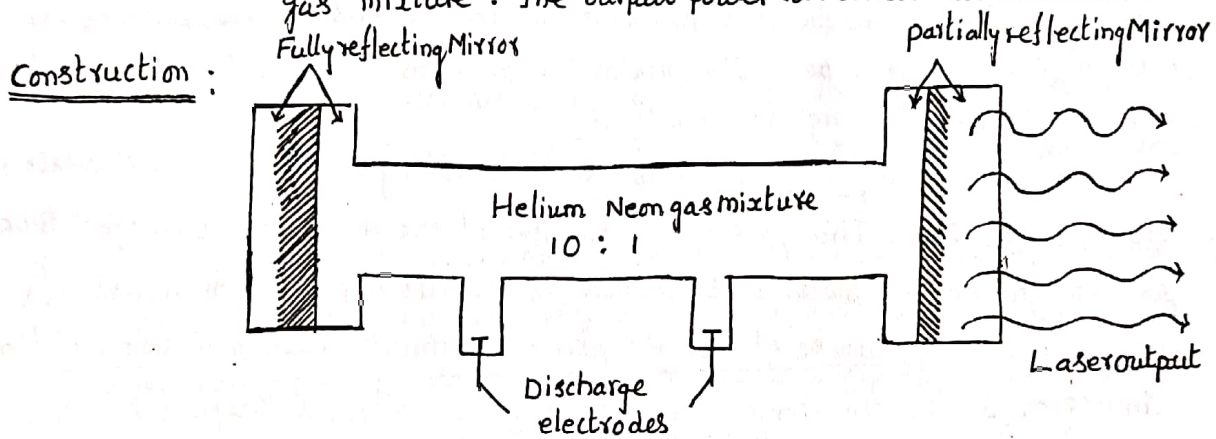 gas mixture. The output power
Fully reflecting Mirror
partially reflecting Mirror
Construction :
Helium Neon gas mixture
10 : 1
Laser output
Discharge
electrodes